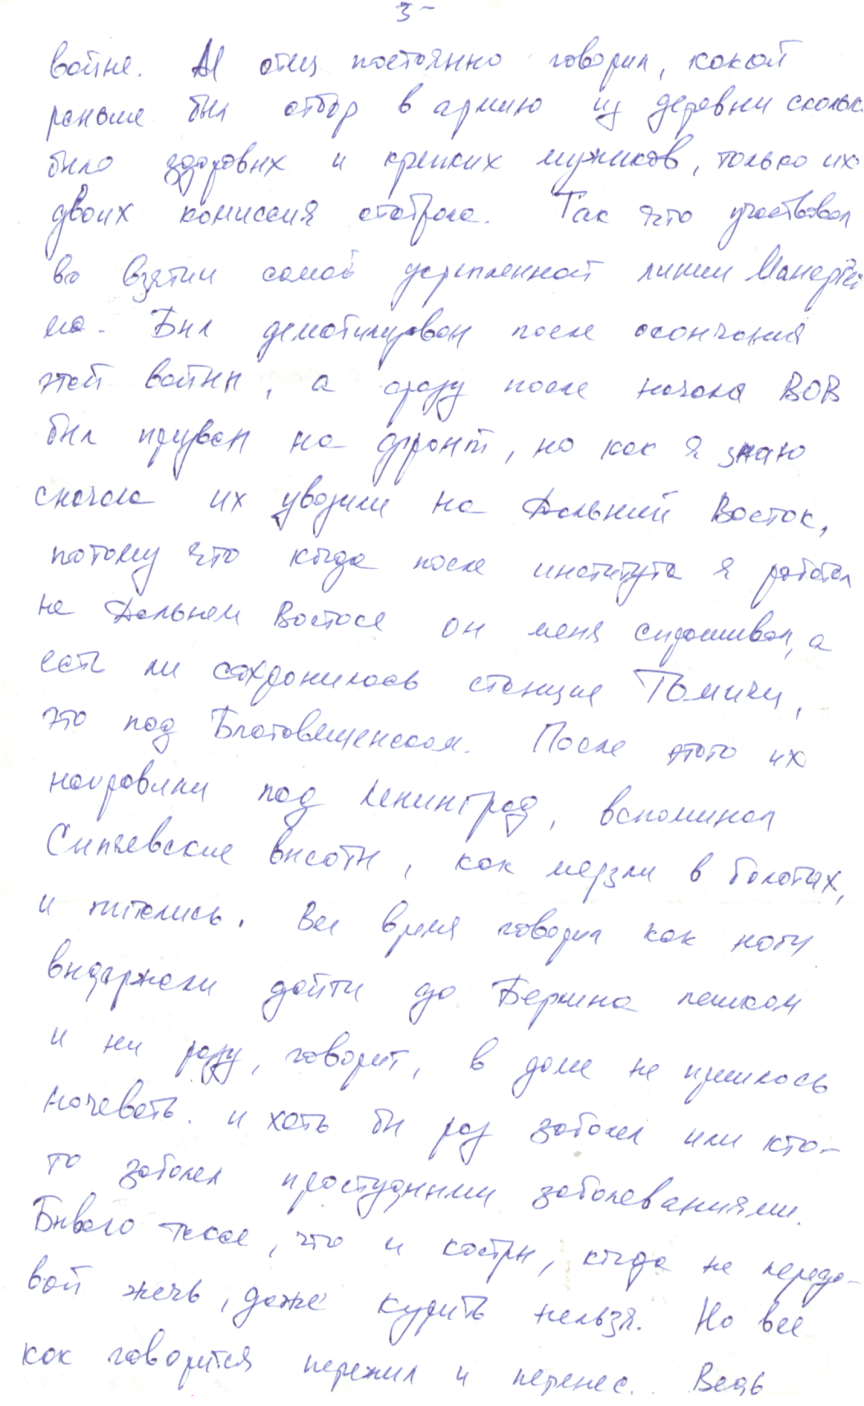 3-
войне. И отец постоянно говорил, какой
раньше был отбор в армию из деревни сколько
было здоровых и крепких мужиков, только их
двоих комиссия отобрала. Так что участвовал
во взятии самой укрепленной линии Маннергей
ма. Был демобилизован после окончания
этой войны, а сразу после начала ВОВ
был призван на фронт, но как я знаю
сначала их увозили на Дальний Восток,
потому что когда после института я работал
на Дальнем Востоке он меня спрашивал, а
есть ли сохранилась станция Томичи,
это под Благовещенском. После этого их
направили под Ленинград, вспоминал
Синявские высоты, как мерзли в болотах,
и питались. Все время говорил как ноги
выдержали дойти до Берлина пешком
и ни разу, говорит, в доме не пришлось
ночевать. и хоть бы раз заболел или кто-
то заболел простудными заболеваниями.
Бывало такое, что и костры, когда не передо-
вой жечь, даже курить нельзя. Но все
как говорится пережил и перенес. Ведь